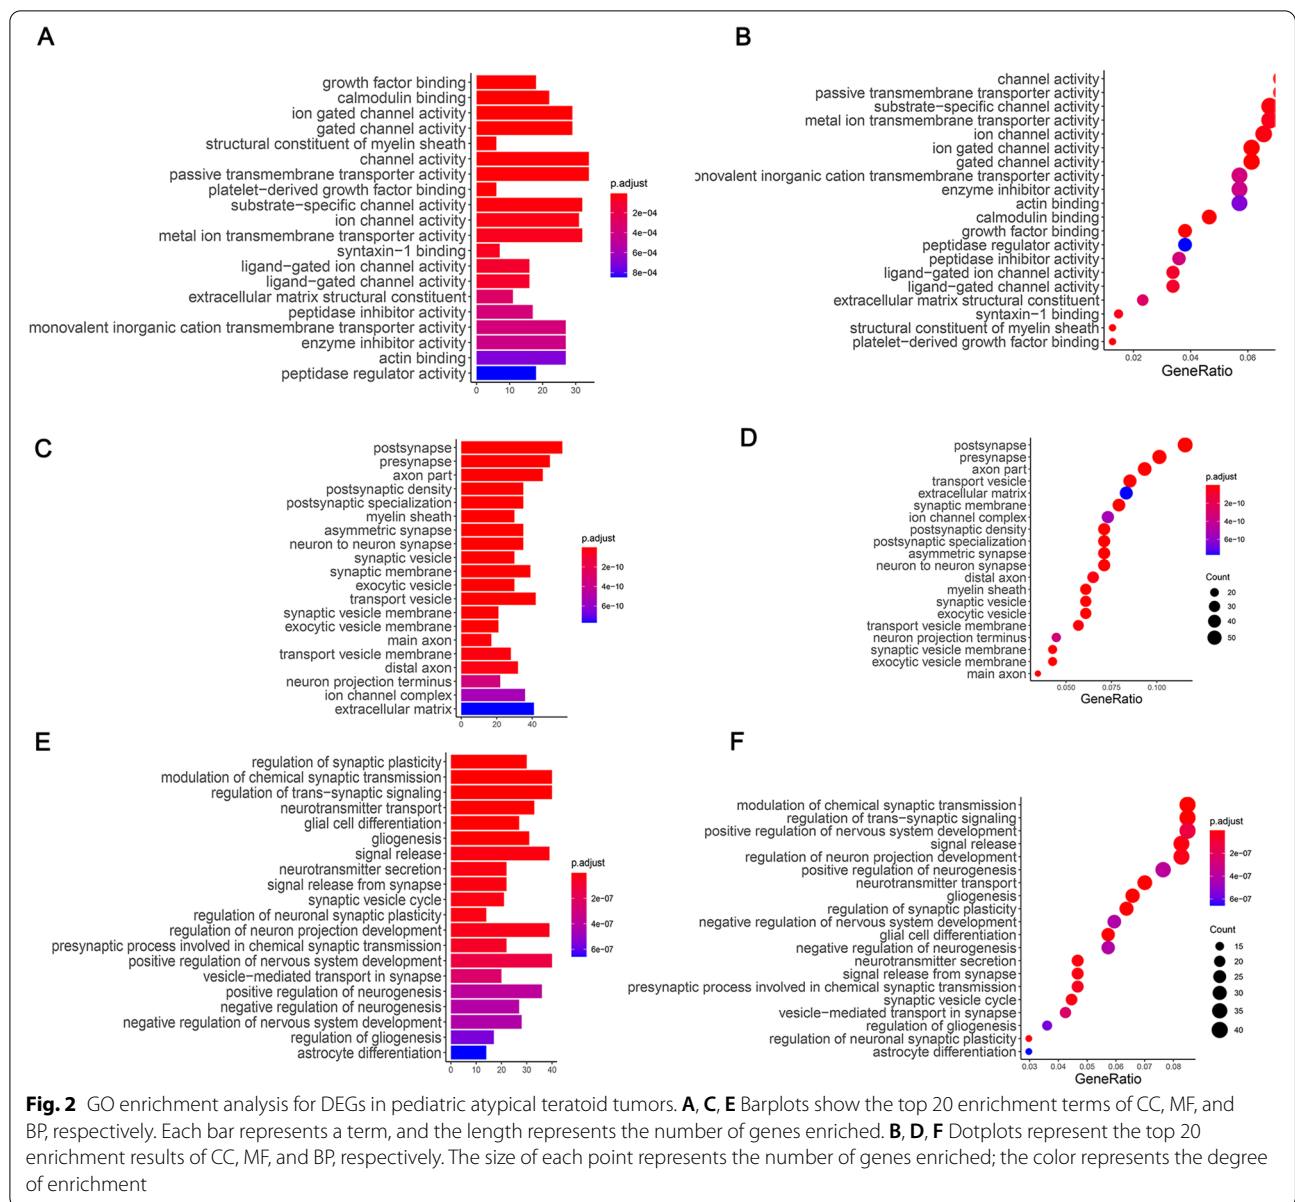 A
growth factor binding
calmodulin binding
ion gated channel activity
gated channel activity
structural constituent of myelin sheath
channel activity
passive transmembrane transporter activity
platelet−derived growth factor binding
substrate−specific channel activity
ion channel activity
metal ion transmembrane transporter activity
syntaxin−1 binding
ligand−gated ion channel activity
ligand−gated channel activity
extracellular matrix structural constituent
peptidase inhibitor activity
monovalent inorganic cation transmembrane transporter activity
enzyme inhibitor activity
actin binding
peptidase regulator activity
0 10 20 30
p.adjust
2e−04
4e−04
6e−04
8e−04
B
channel activity
passive transmembrane transporter activity
substrate−specific channel activity
metal ion transmembrane transporter activity
ion channel activity
ion gated channel activity
gated channel activity
onovalent inorganic cation transmembrane transporter activity
enzyme inhibitor activity
actin binding
calmodulin binding
growth factor binding
peptidase regulator activity
peptidase inhibitor activity
ligand−gated ion channel activity
ligand−gated channel activity
extracellular matrix structural constituent
syntaxin−1 binding
structural constituent of myelin sheath
platelet−derived growth factor binding
0.02 0.04 0.06
GeneRatio
C
postsynapse
presynapse
axon part
postsynaptic density
postsynaptic specialization
myelin sheath
asymmetric synapse
neuron to neuron synapse
synaptic vesicle
synaptic membrane
exocytic vesicle
transport vesicle
synaptic vesicle membrane
exocytic vesicle membrane
main axon
transport vesicle membrane
distal axon
neuron projection terminus
ion channel complex
extracellular matrix
0 20 40
p.adjust
2e−10
4e−10
6e−10
D
postsynapse
presynapse
axon part
transport vesicle
extracellular matrix
synaptic membrane
ion channel complex
postsynaptic density
postsynaptic specialization
asymmetric synapse
neuron to neuron synapse
distal axon
myelin sheath
synaptic vesicle
exocytic vesicle
transport vesicle membrane
neuron projection terminus
synaptic vesicle membrane
exocytic vesicle membrane
main axon
0.050 0.075 0.100
GeneRatio
p.adjust
2e−10
4e−10
6e−10
Count
20
30
40
50
E
regulation of synaptic plasticity
modulation of chemical synaptic transmission
regulation of trans−synaptic signaling
neurotransmitter transport
glial cell differentiation
gliogenesis
signal release
neurotransmitter secretion
signal release from synapse
synaptic vesicle cycle
regulation of neuronal synaptic plasticity
regulation of neuron projection development
presynaptic process involved in chemical synaptic transmission
positive regulation of nervous system development
vesicle−mediated transport in synapse
positive regulation of neurogenesis
negative regulation of neurogenesis
negative regulation of nervous system development
regulation of gliogenesis
astrocyte differentiation
0 10 20 30 40
p.adjust
2e−07
4e−07
6e−07
F
modulation of chemical synaptic transmission
regulation of trans−synaptic signaling
positive regulation of nervous system development
signal release
regulation of neuron projection development
positive regulation of neurogenesis
neurotransmitter transport
gliogenesis
regulation of synaptic plasticity
negative regulation of nervous system development
glial cell differentiation
negative regulation of neurogenesis
neurotransmitter secretion
signal release from synapse
presynaptic process involved in chemical synaptic transmission
synaptic vesicle cycle
vesicle−mediated transport in synapse
regulation of gliogenesis
regulation of neuronal synaptic plasticity
astrocyte differentiation
0.03 0.04 0.05 0.06 0.07 0.08
GeneRatio
p.adjust
2e−07
4e−07
6e−07
Count
15
20
25
30
35
40
Fig. 2 GO enrichment analysis for DEGs in pediatric atypical teratoid tumors. A, C, E Barplots show the top 20 enrichment terms of CC, MF, and
BP, respectively. Each bar represents a term, and the length represents the number of genes enriched. B, D, F Dotplots represent the top 20
enrichment results of CC, MF, and BP, respectively. The size of each point represents the number of genes enriched; the color represents the degree
of enrichment